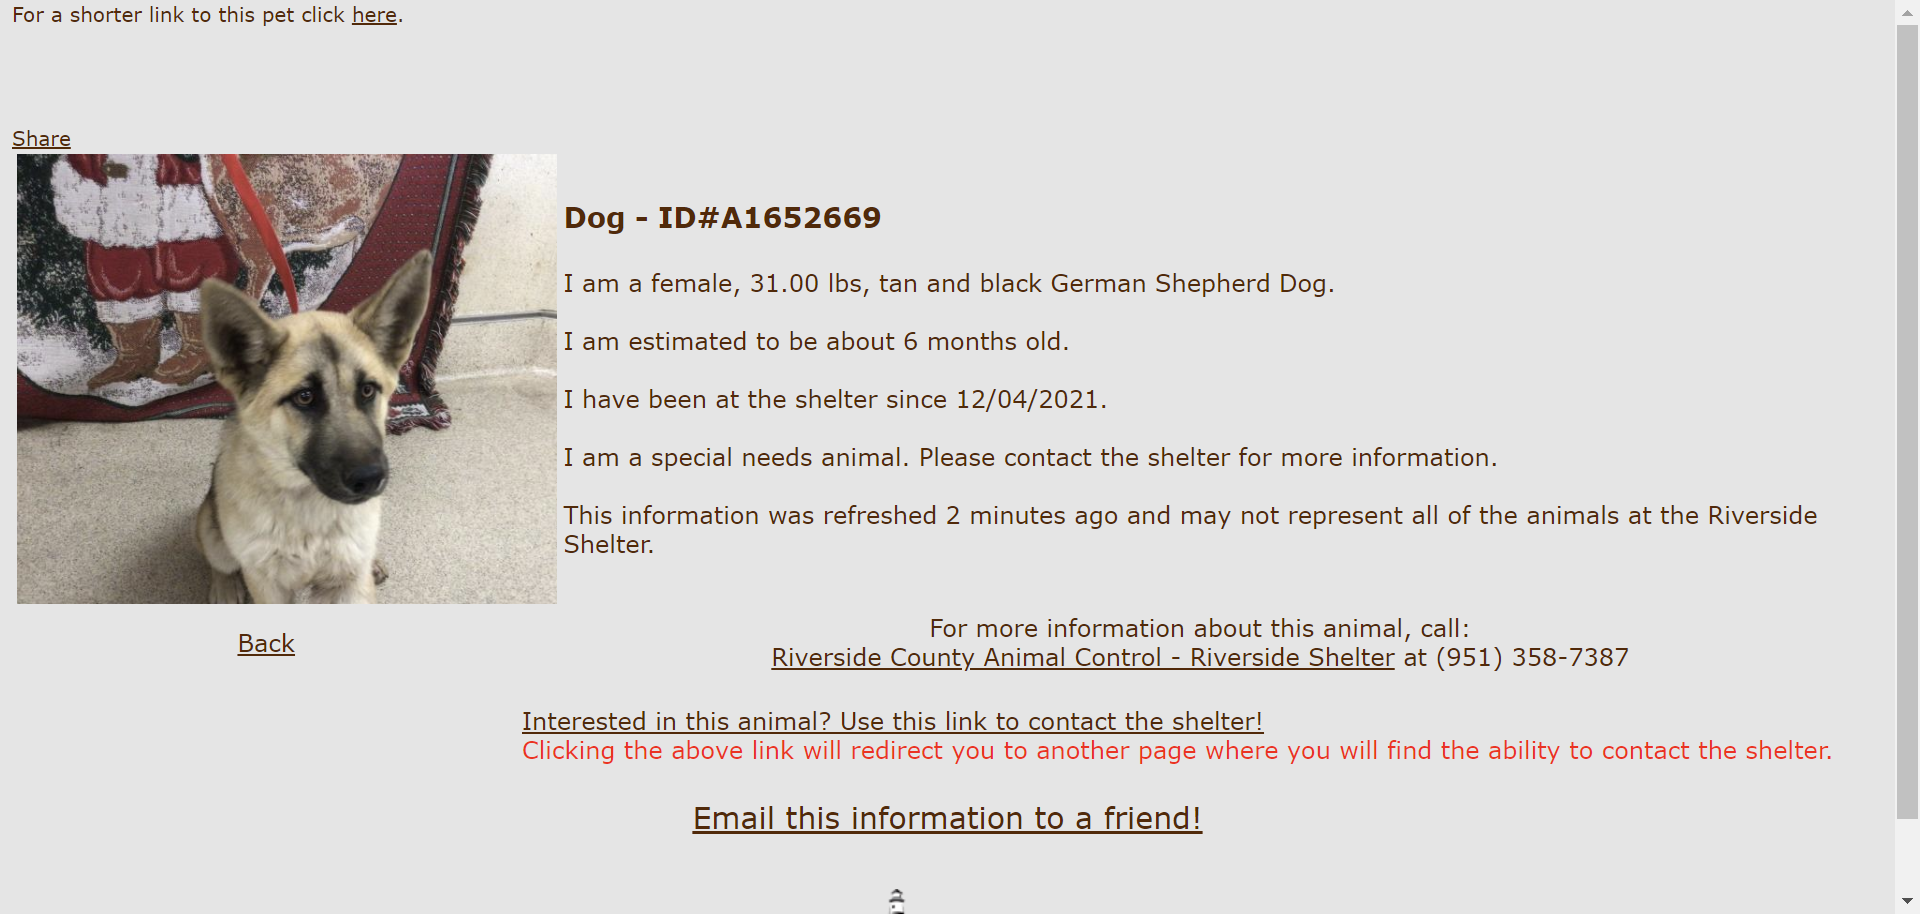 For a shorter link to this pet click here.
Share
Dog - ID#A1652669
I am a female, 31.00 lbs, tan and black German Shepherd Dog.
I am estimated to be about 6 months old.
I have been at the shelter since 12/04/2021.
I am a special needs animal. Please contact the shelter for more information.
This information was refreshed 2 minutes ago and may not represent all of the animals at the Riverside
Shelter.
Back
For more information about this animal, call:
Riverside County Animal Control - Riverside Shelter at (951) 358-7387
Interested in this animal? Use this link to contact the shelter!
Clicking the above link will redirect you to another page where you will find the ability to contact the shelter.
Email this information to a friend!